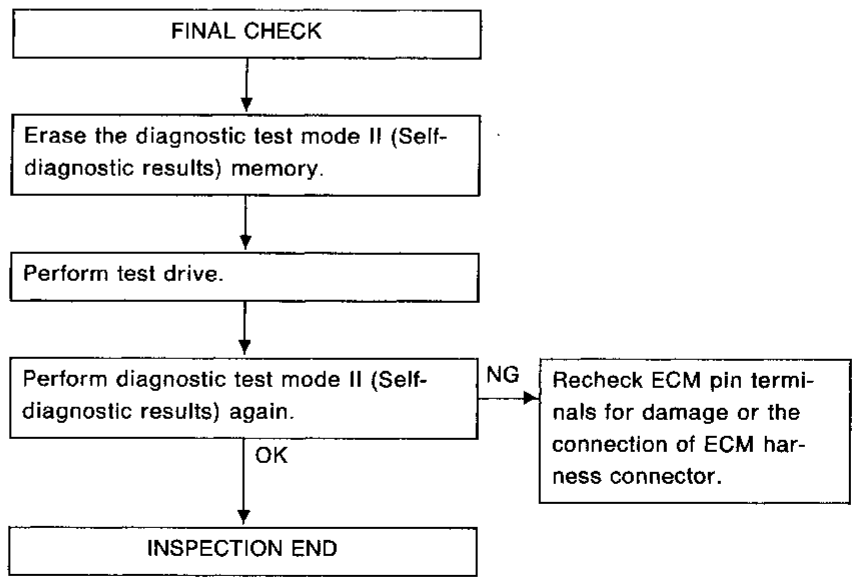 FINAL CHECK
Erase the diagnostic test mode II (Self-
diagnostic results) memory.
Perform test drive.
Perform diagnostic test mode II (Self-
diagnostic results) again.
NG
Recheck ECM pin termi-
nals for damage or the
connection of ECM har-
ness connector.
OK
INSPECTION END